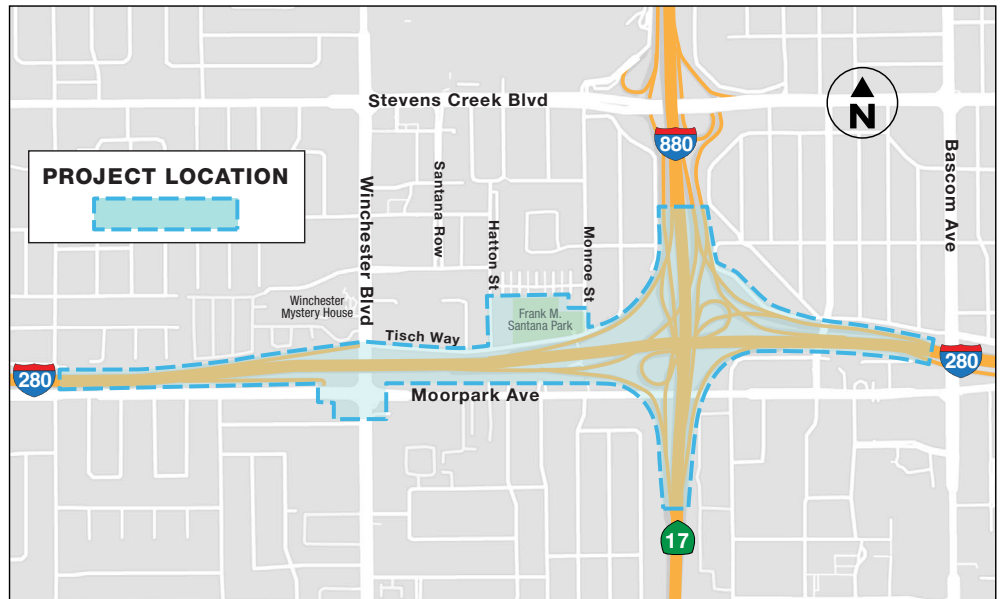 Stevens Creek Blvd
N
880
PROJECT LOCATION
Bascom Ave
Santana Row
Winchester Blvd
Hatton St
Monroe St
Winchester
Mystery House
Frank M.
Santana Park
Tisch Way
280
280
Moorpark Ave
17